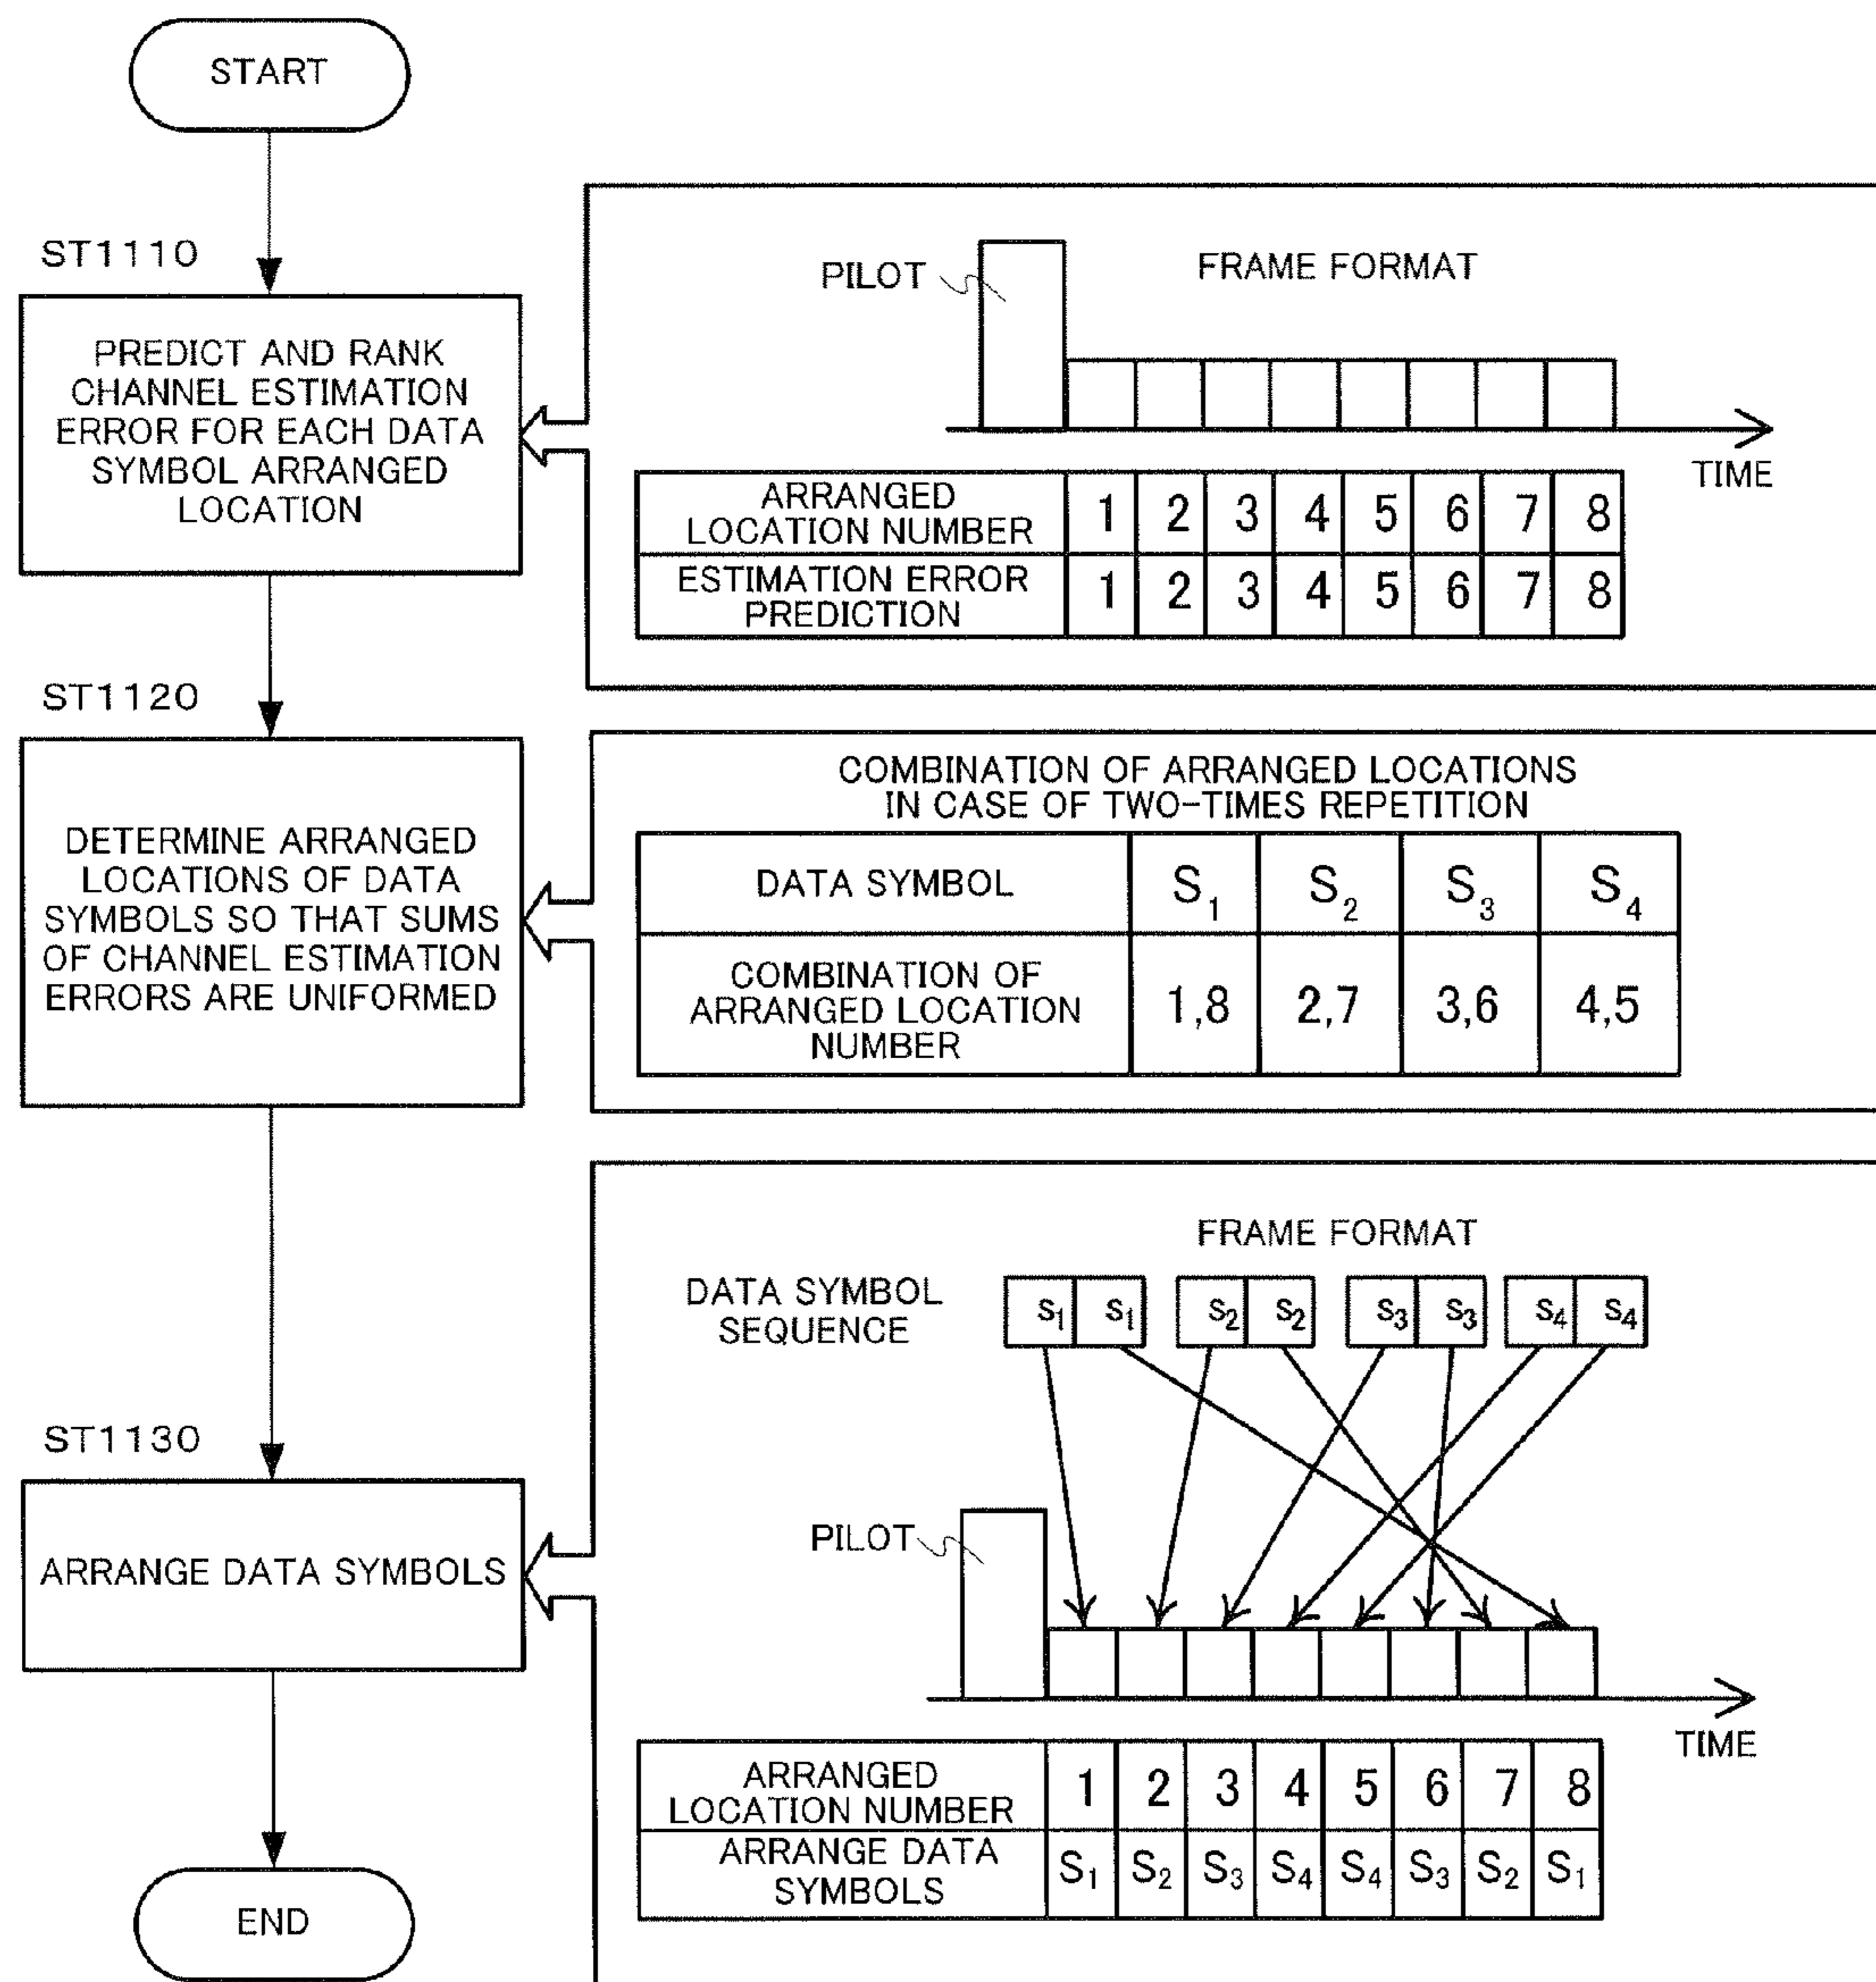 START
ST1110
PREDICT AND RANK
CHANNEL ESTIMATION
ERROR FOR EACH DATA
SYMBOL ARRANGED
LOCATION
PILOT
FRAME FORMAT
TIME
ARRANGED
LOCATION NUMBER
1 2 3 4 5 6 7 8
ESTIMATION ERROR
PREDICTION
1 2 3 4 5 6 7 8
ST1120
DETERMINE ARRANGED
LOCATIONS OF DATA
SYMBOLS SO THAT SUMS
OF CHANNEL ESTIMATION
ERRORS ARE UNIFORMED
COMBINATION OF ARRANGED LOCATIONS
IN CASE OF TWO-TIMES REPETITION
DATA SYMBOL S₁ S₂ S₃ S₄
COMBINATION OF
ARRANGED LOCATION
NUMBER
1,8 2,7 3,6 4,5
ST1130
ARRANGE DATA SYMBOLS
FRAME FORMAT
DATA SYMBOL
SEQUENCE
S₁ S₁ S₂ S₂ S₃ S₃ S₄ S₄
PILOT
TIME
ARRANGED
LOCATION NUMBER
1 2 3 4 5 6 7 8
ARRANGE DATA
SYMBOLS
S₁ S₂ S₃ S₄ S₄ S₃ S₂ S₁
END